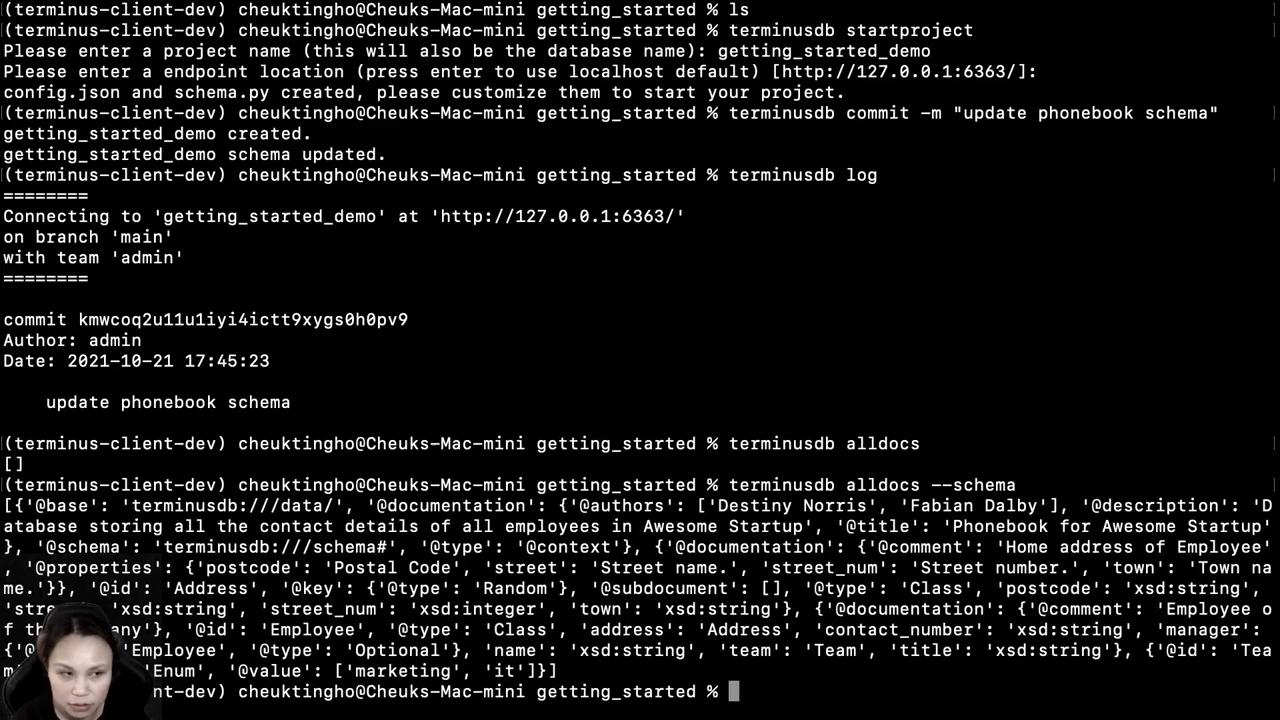 (terminus-client-dev) cheuktingho@Cheuks-Mac-mini getting_started % ls
(terminus-client-dev) cheuktingho@Cheuks-Mac-mini getting_started % terminusdb startproject
Please enter a project name (this will also be the database name): getting_started_demo
Please enter a endpoint location (press enter to use localhost default) [http://127.0.0.1:6363/]:
config.json and schema.py created, please customize them to start your project.
(terminus-client-dev) cheuktingho@Cheuks-Mac-mini getting_started % terminusdb commit -m "update phonebook schema"
getting_started_demo created.
getting_started_demo schema updated.
(terminus-client-dev) cheuktingho@Cheuks-Mac-mini getting_started % terminusdb log
========
Connecting to 'getting_started_demo' at 'http://127.0.0.1:6363/'
on branch 'main'
with team 'admin'
========
commit kmwcoq2u11u1iyi4ictt9xygs0h0pv9
Author: admin
Date: 2021-10-21 17:45:23
update phonebook schema
(terminus-client-dev) cheuktingho@Cheuks-Mac-mini getting_started % terminusdb alldocs
[]
(terminus-client-dev) cheuktingho@Cheuks-Mac-mini getting_started % terminusdb alldocs --schema
[{'@base': 'terminusdb:///data/', '@documentation': {'@authors': ['Destiny Norris', 'Fabian Dalby'], '@description': 'D
atabase storing all the contact details of all employees in Awesome Startup', '@title': 'Phonebook for Awesome Startup'
}, '@schema': 'terminusdb:///schema#', '@type': '@context'}, {'@documentation': {'@comment': 'Home address of Employee'
, '@properties': {'postcode': 'Postal Code', 'street': 'Street name.', 'street_num': 'Street number.', 'town': 'Town na
me.'}}, '@id': 'Address', '@key': {'@type': 'Random'}, '@subdocument': [], '@type': 'Class', 'postcode': 'xsd:string',
'stre : 'xsd:string', 'street_num': 'xsd:integer', 'town': 'xsd:string'}, {'@documentation': {'@comment': 'Employee o
f th any'}, '@id': 'Employee', '@type': 'Class', 'address': 'Address', 'contact_number': 'xsd:string', 'manager':
{'@ 'Employee', '@type': 'Optional'}, 'name': 'xsd:string', 'team': 'Team', 'title': 'xsd:string'}, {'@id': 'Tea
m' 'Enum', '@value': ['marketing', 'it']}]
cheuktingho@Cheuks-Mac-mini getting_started %